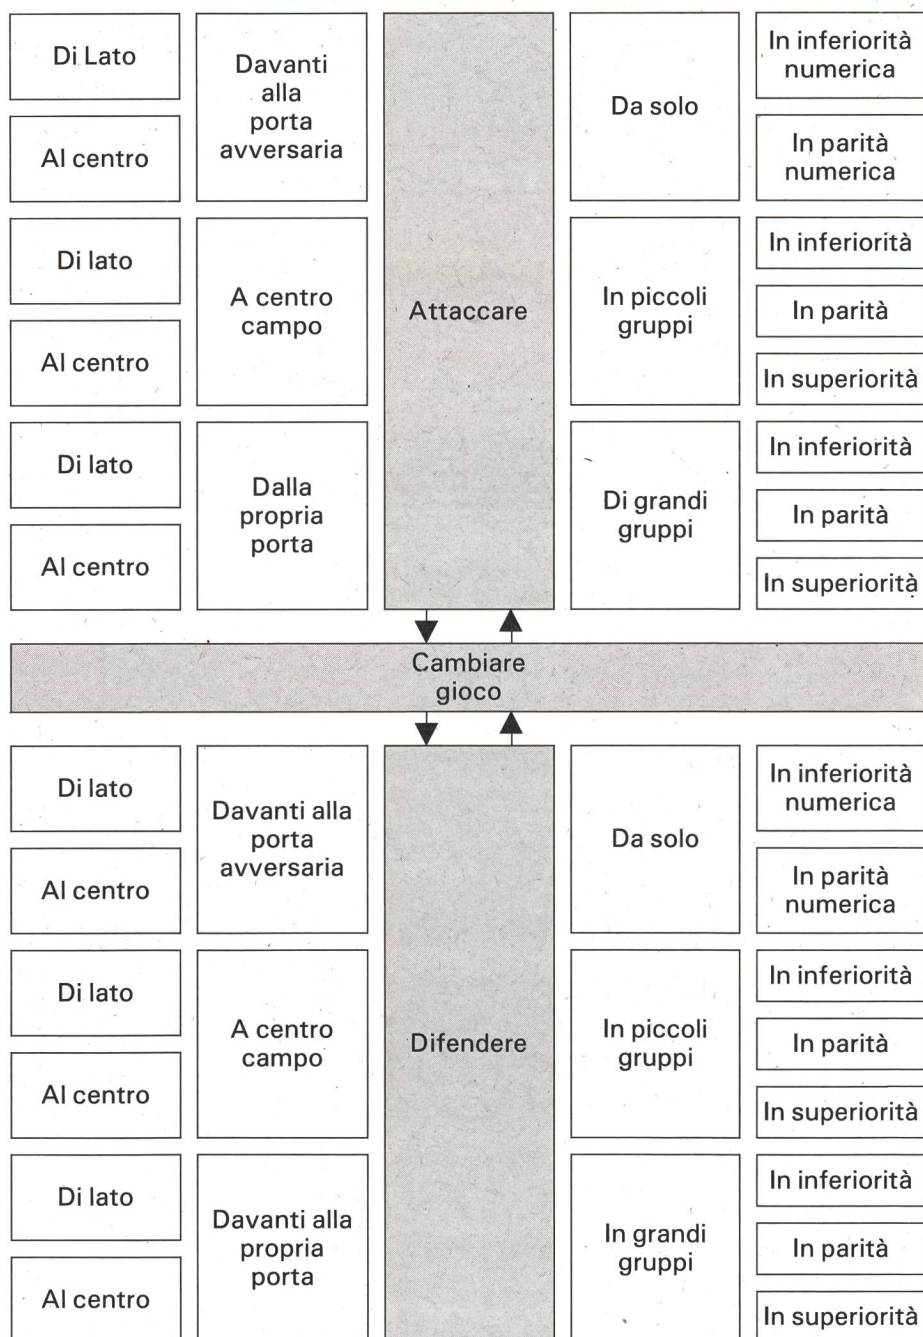 Di Lato
Al centro
Davanti
alla
porta
avversaria
Di lato
Al centro
A centro
campo
Di lato
Al centro
Dalla
propria
porta
Attaccare
Da solo
In inferiorità
numerica
In parità
numerica
In piccoli
gruppi
In inferiorità
In parità
In superiorità
Di grandi
gruppi
In inferiorità
In parità
In superiorità
Cambiare
gioco
Di lato
Al centro
Davanti alla
porta
avversaria
Di lato
Al centro
A centro
campo
Di lato
Al centro
Davanti alla
propria
porta
Difendere
Da solo
In inferiorità
numerica
In parità
numerica
In piccoli
gruppi
In inferiorità
In parità
In superiorità
In grandi
gruppi
In inferiorità
In parità
In superiorità